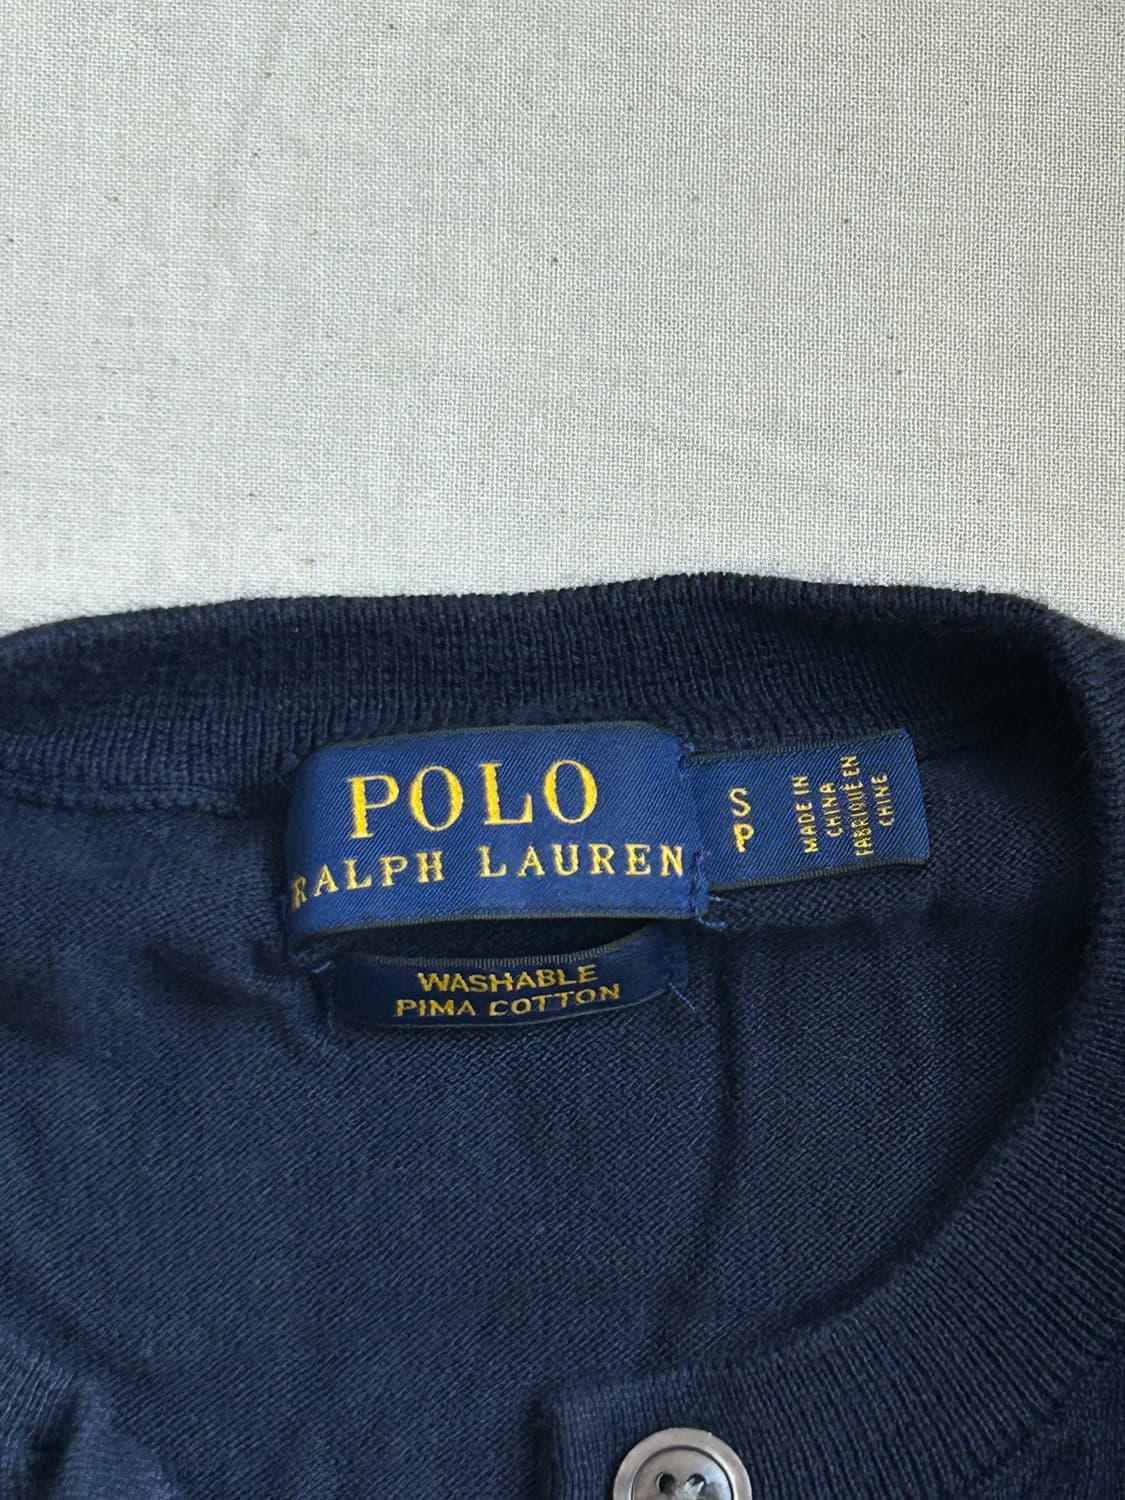 POLO
RALPH LAUREN
S
P
MADE IN
CHINA
FABRIQUÉ EN
CHINE
WASHABLE
PIMA COTTON